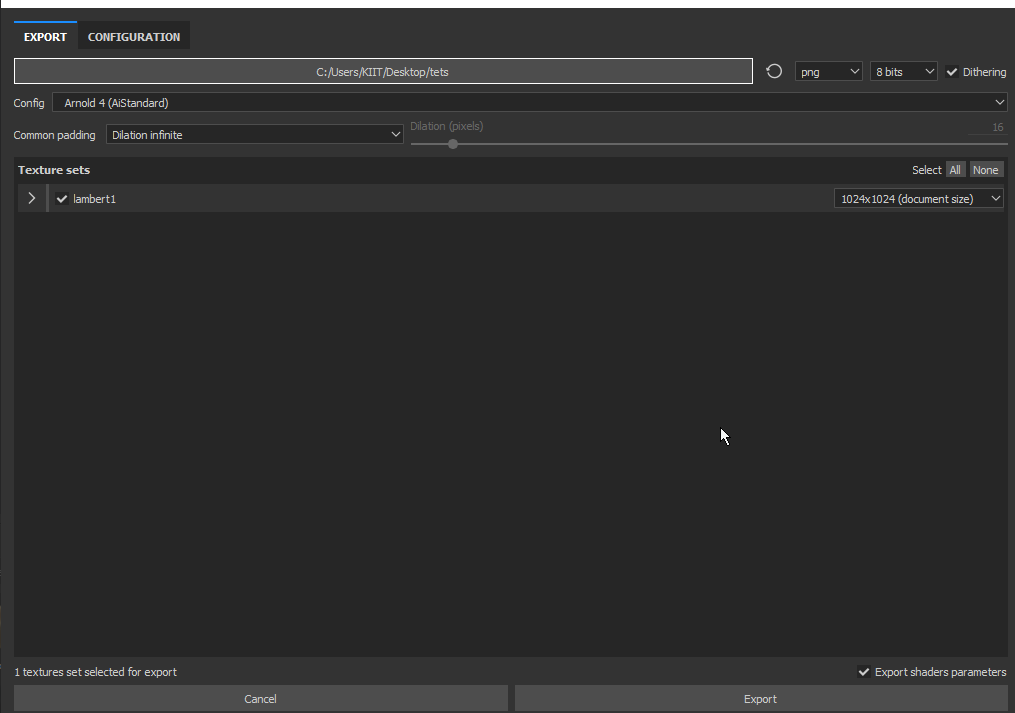 EXPORT CONFIGURATION
C:/Users/KIIT/Desktop/tets png 8 bits Dithering
Config Arnold 4 (AiStandard)
Common padding Dilation infinite Dilation (pixels) 16
Texture sets Select All None
lambert1 1024x1024 (document size)
1 textures set selected for export Export shaders parameters
Cancel Export